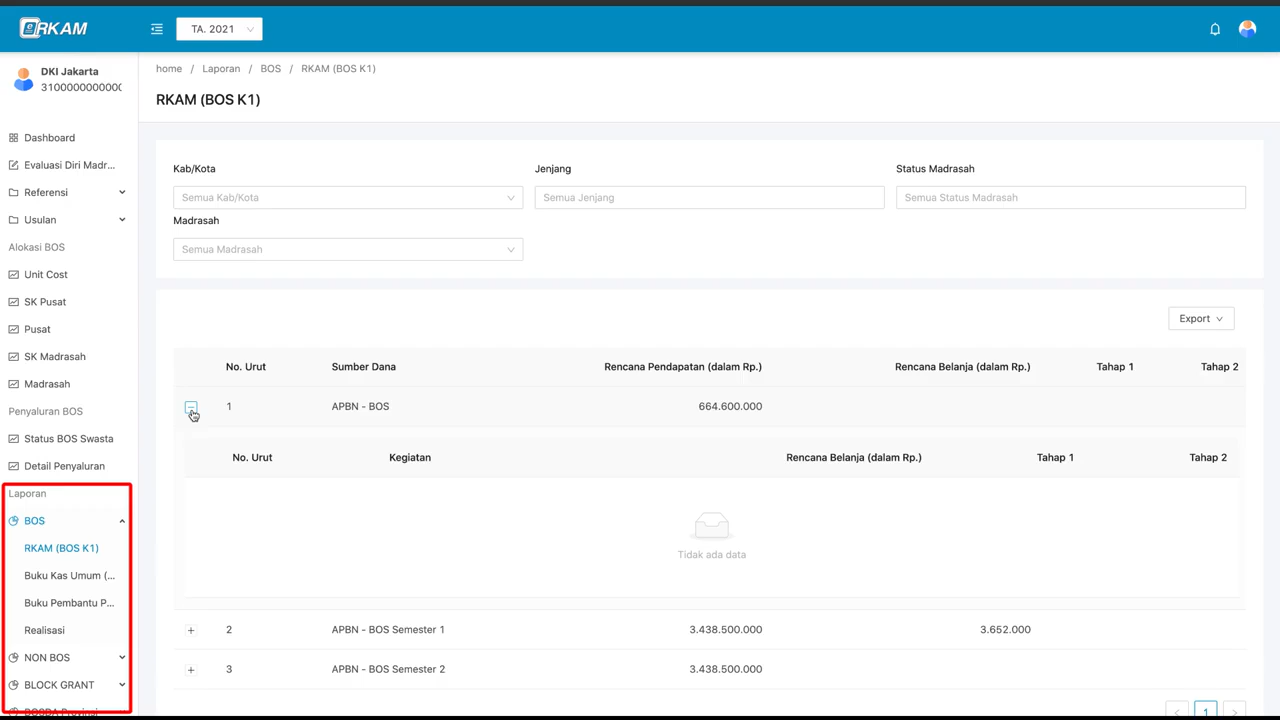 eRKAM
TA. 2021
DKI Jakarta
310000000000
home / Laporan / BOS / RKAM (BOS K1)
RKAM (BOS K1)
Dashboard
Evaluasi Diri Madr...
Referensi
Usulan
Alokasi BOS
Unit Cost
SK Pusat
Pusat
SK Madrasah
Madrasah
Penyaluran BOS
Status BOS Swasta
Detail Penyaluran
Laporan
BOS
RKAM (BOS K1)
Buku Kas Umum (...
Buku Pembantu P...
Realisasi
NON BOS
BLOCK GRANT
BOSDA Provinsi
Kab/Kota
Semua Kab/Kota
Jenjang
Semua Jenjang
Status Madrasah
Semua Status Madrasah
Madrasah
Semua Madrasah
Export
No. Urut Sumber Dana Rencana Pendapatan (dalam Rp.) Rencana Belanja (dalam Rp.) Tahap 1 Tahap 2
1 APBN - BOS 664.600.000
No. Urut Kegiatan Rencana Belanja (dalam Rp.) Tahap 1 Tahap 2
Tidak ada data
2 APBN - BOS Semester 1 3.438.500.000 3.652.000
3 APBN - BOS Semester 2 3.438.500.000
< 1 >